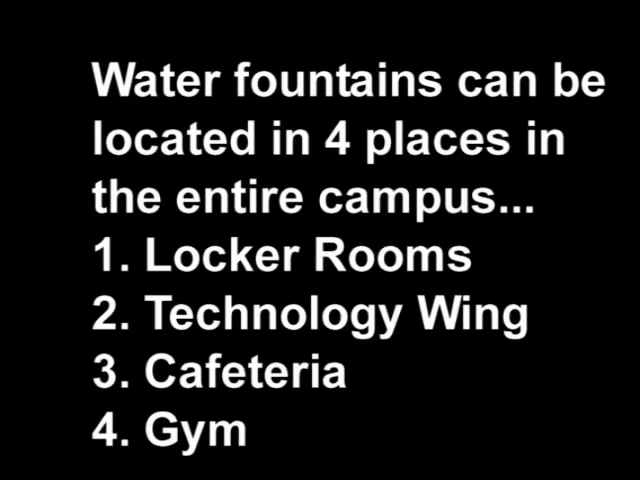 Water fountains can be
located in 4 places in
the entire campus...
1. Locker Rooms
2. Technology Wing
3. Cafeteria
4. Gym